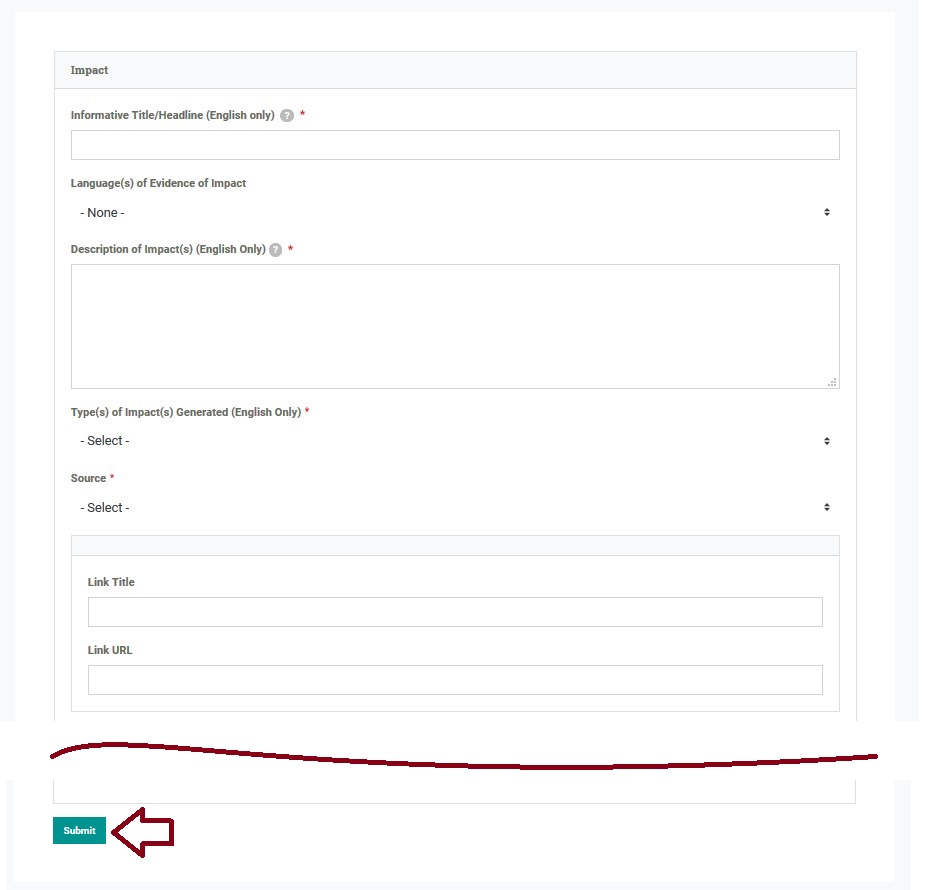 Impact
Informative Title/Headline (English only) ? *
Language(s) of Evidence of Impact
- None -
Description of Impact(s) (English Only) ? *
Type(s) of Impact(s) Generated (English Only) *
- Select -
Source *
- Select -
Link Title
Link URL
Submit